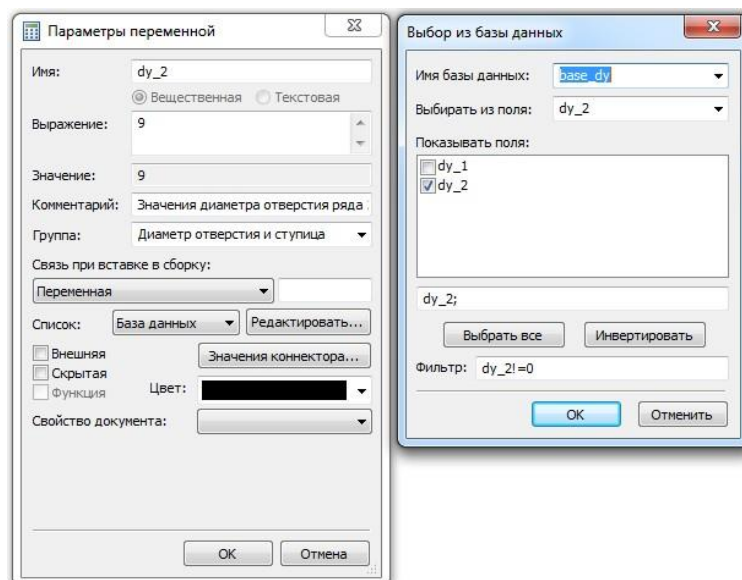 Параметры переменной
Имя: dy_2
Вещественная Текстовая
Выражение: 9
Значение: 9
Комментарий: Значения диаметра отверстия ряда
Группа: Диаметр отверстия и ступица
Связь при вставке в сборку:
Переменная
Список: База данных Редактировать...
Внешняя Значения коннектора...
Скрытая
Функция Цвет:
Свойство документа:
OK Отмена
Выбор из базы данных
Имя базы данных: base_dy
Выбирать из поля: dy_2
Показывать поля:
dy_1
dy_2
dy_2;
Выбрать все Инвертировать
Фильтр: dy_2!=0
OK Отменить